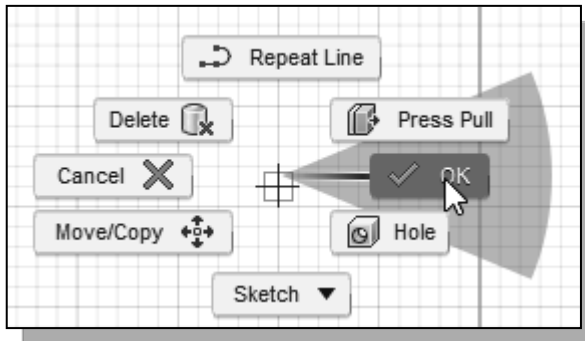 Repeat Line
Delete
Press Pull
Cancel
OK
Move/Copy
Hole
Sketch